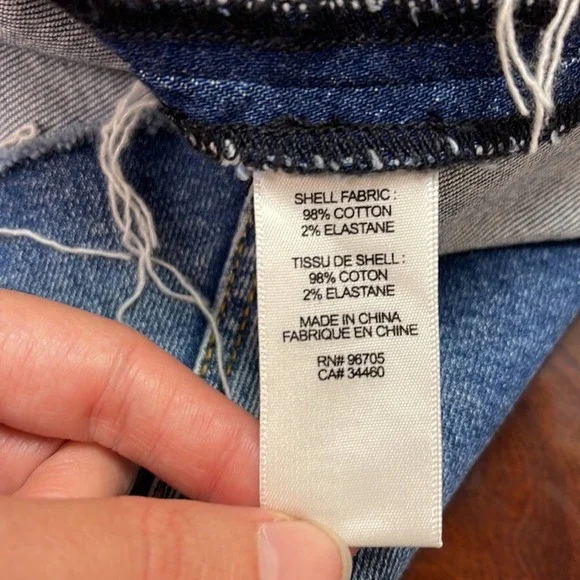 SHELL FABRIC :
98% COTTON
2% ELASTANE
TISSU DE SHELL :
98% COTON
2% ELASTANE
MADE IN CHINA
FABRIQUE EN CHINE
RN# 96705
CA# 34460